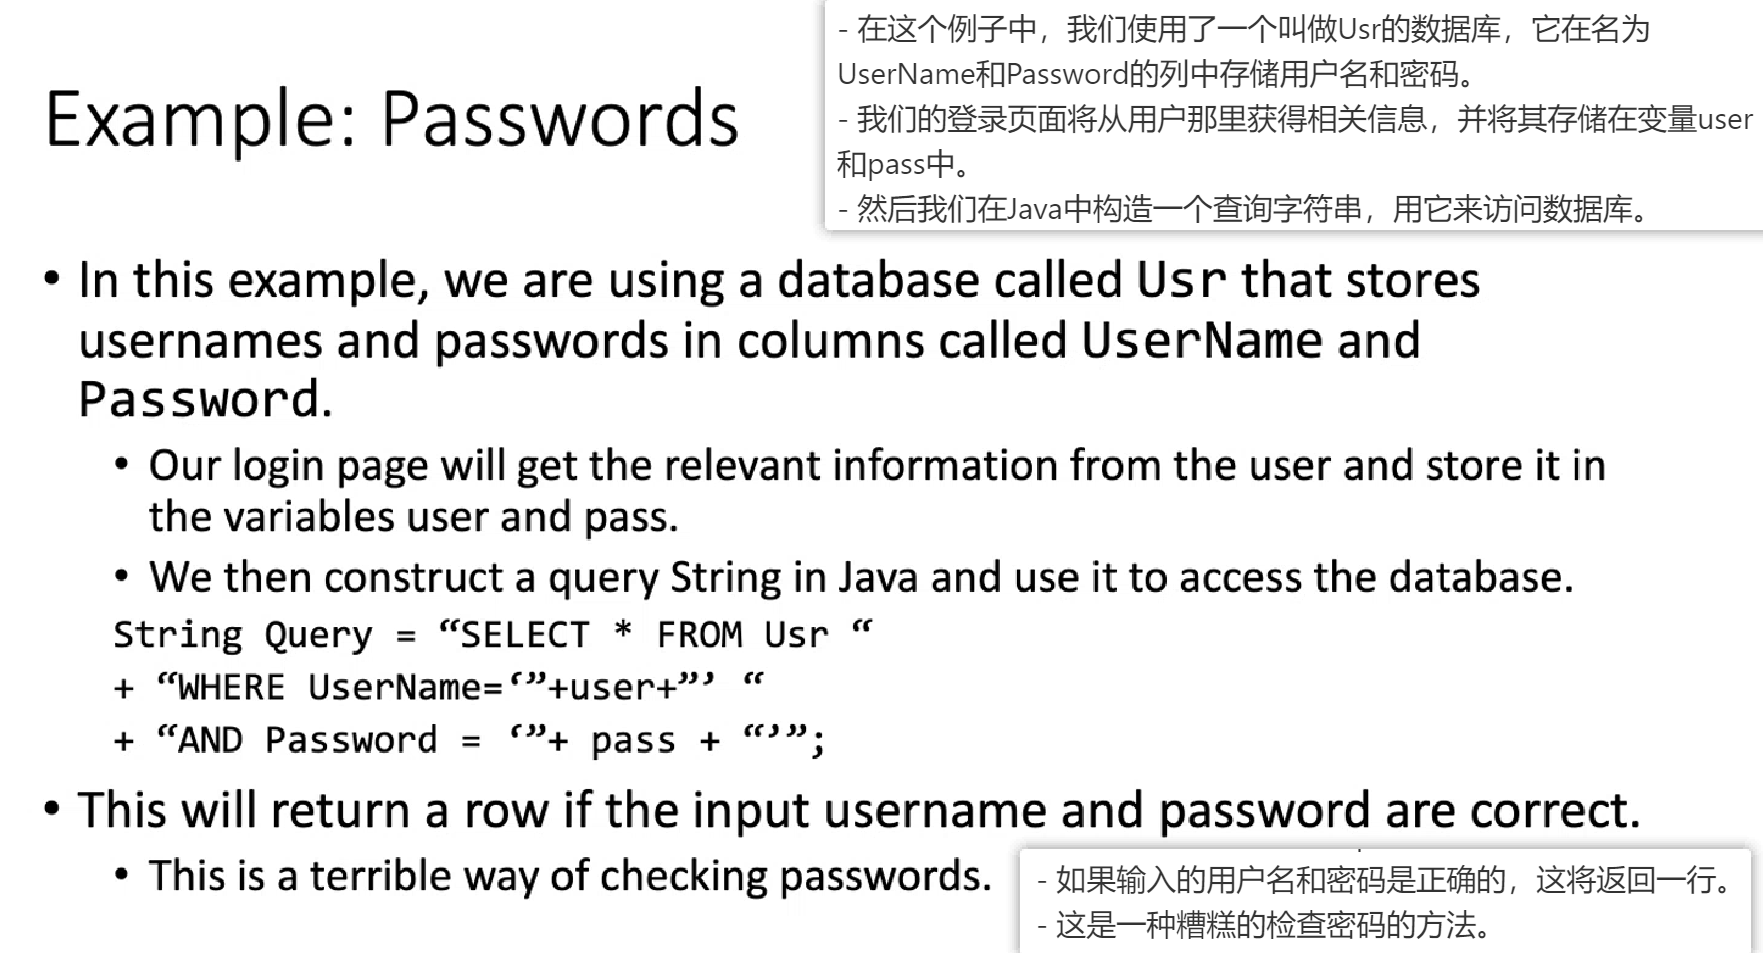 - 在这个例子中，我们使用了一个叫做Usr的数据库，它在名为
UserName和Password的列中存储用户名和密码。
- 我们的登录页面将从用户那里获得相关信息，并将其存储在变量user
和pass中。
- 然后我们在Java中构造一个查询字符串，用它来访问数据库。
Example: Passwords
• In this example, we are using a database called Usr that stores
usernames and passwords in columns called UserName and
Password.
• Our login page will get the relevant information from the user and store it in
the variables user and pass.
• We then construct a query String in Java and use it to access the database.
String Query = “SELECT * FROM Usr “
+ “WHERE UserName=‘”+user+”’ “
+ “AND Password = ‘”+ pass + “’”;
• This will return a row if the input username and password are correct.
• This is a terrible way of checking passwords.
- 如果输入的用户名和密码是正确的，这将返回一行。
- 这是一种糟糕的检查密码的方法。